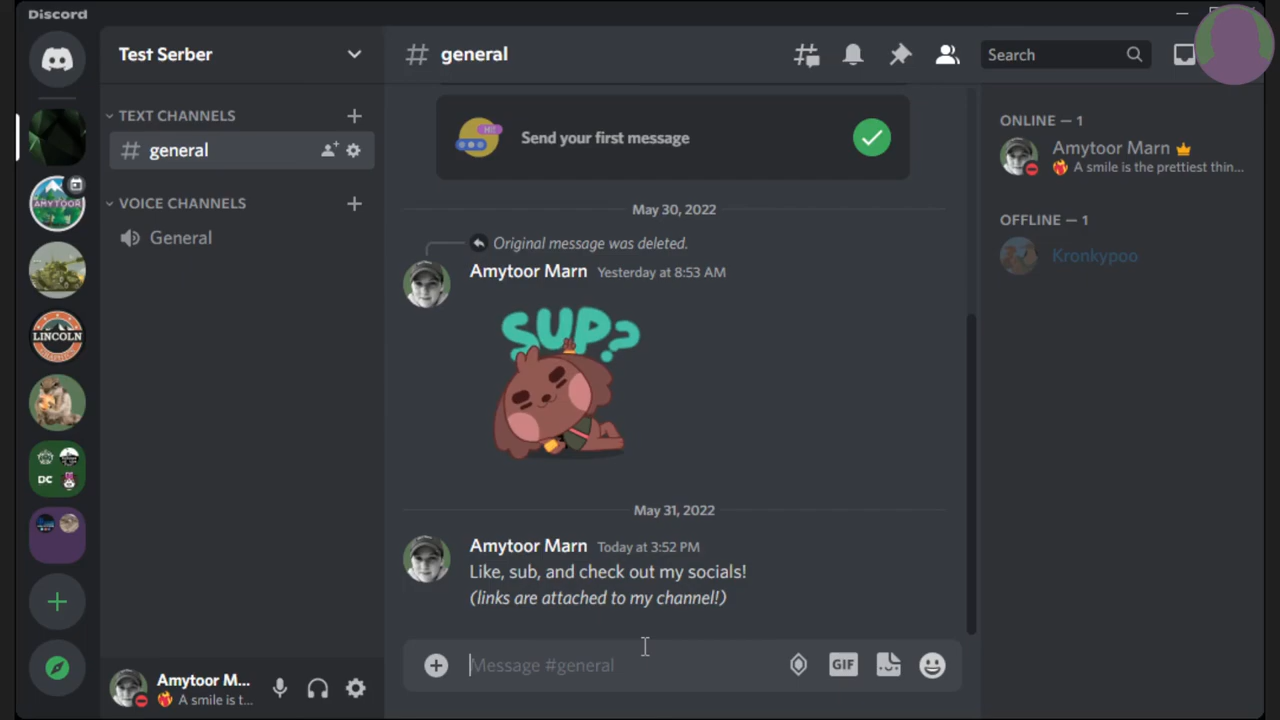 Discord
Test Serber
general
Search
TEXT CHANNELS
general
VOICE CHANNELS
General
AMYTOOR
LINCOLN
DC
HI!
Send your first message
May 30, 2022
Original message was deleted.
Amytoor Marn Yesterday at 8:53 AM
SUP?
May 31, 2022
Amytoor Marn Today at 3:52 PM
Like, sub, and check out my socials!
(links are attached to my channel!)
Message #general
GIF
ONLINE — 1
Amytoor Marn
A smile is the prettiest thin...
OFFLINE — 1
Kronkypoo
Amytoor M...
A smile is t...